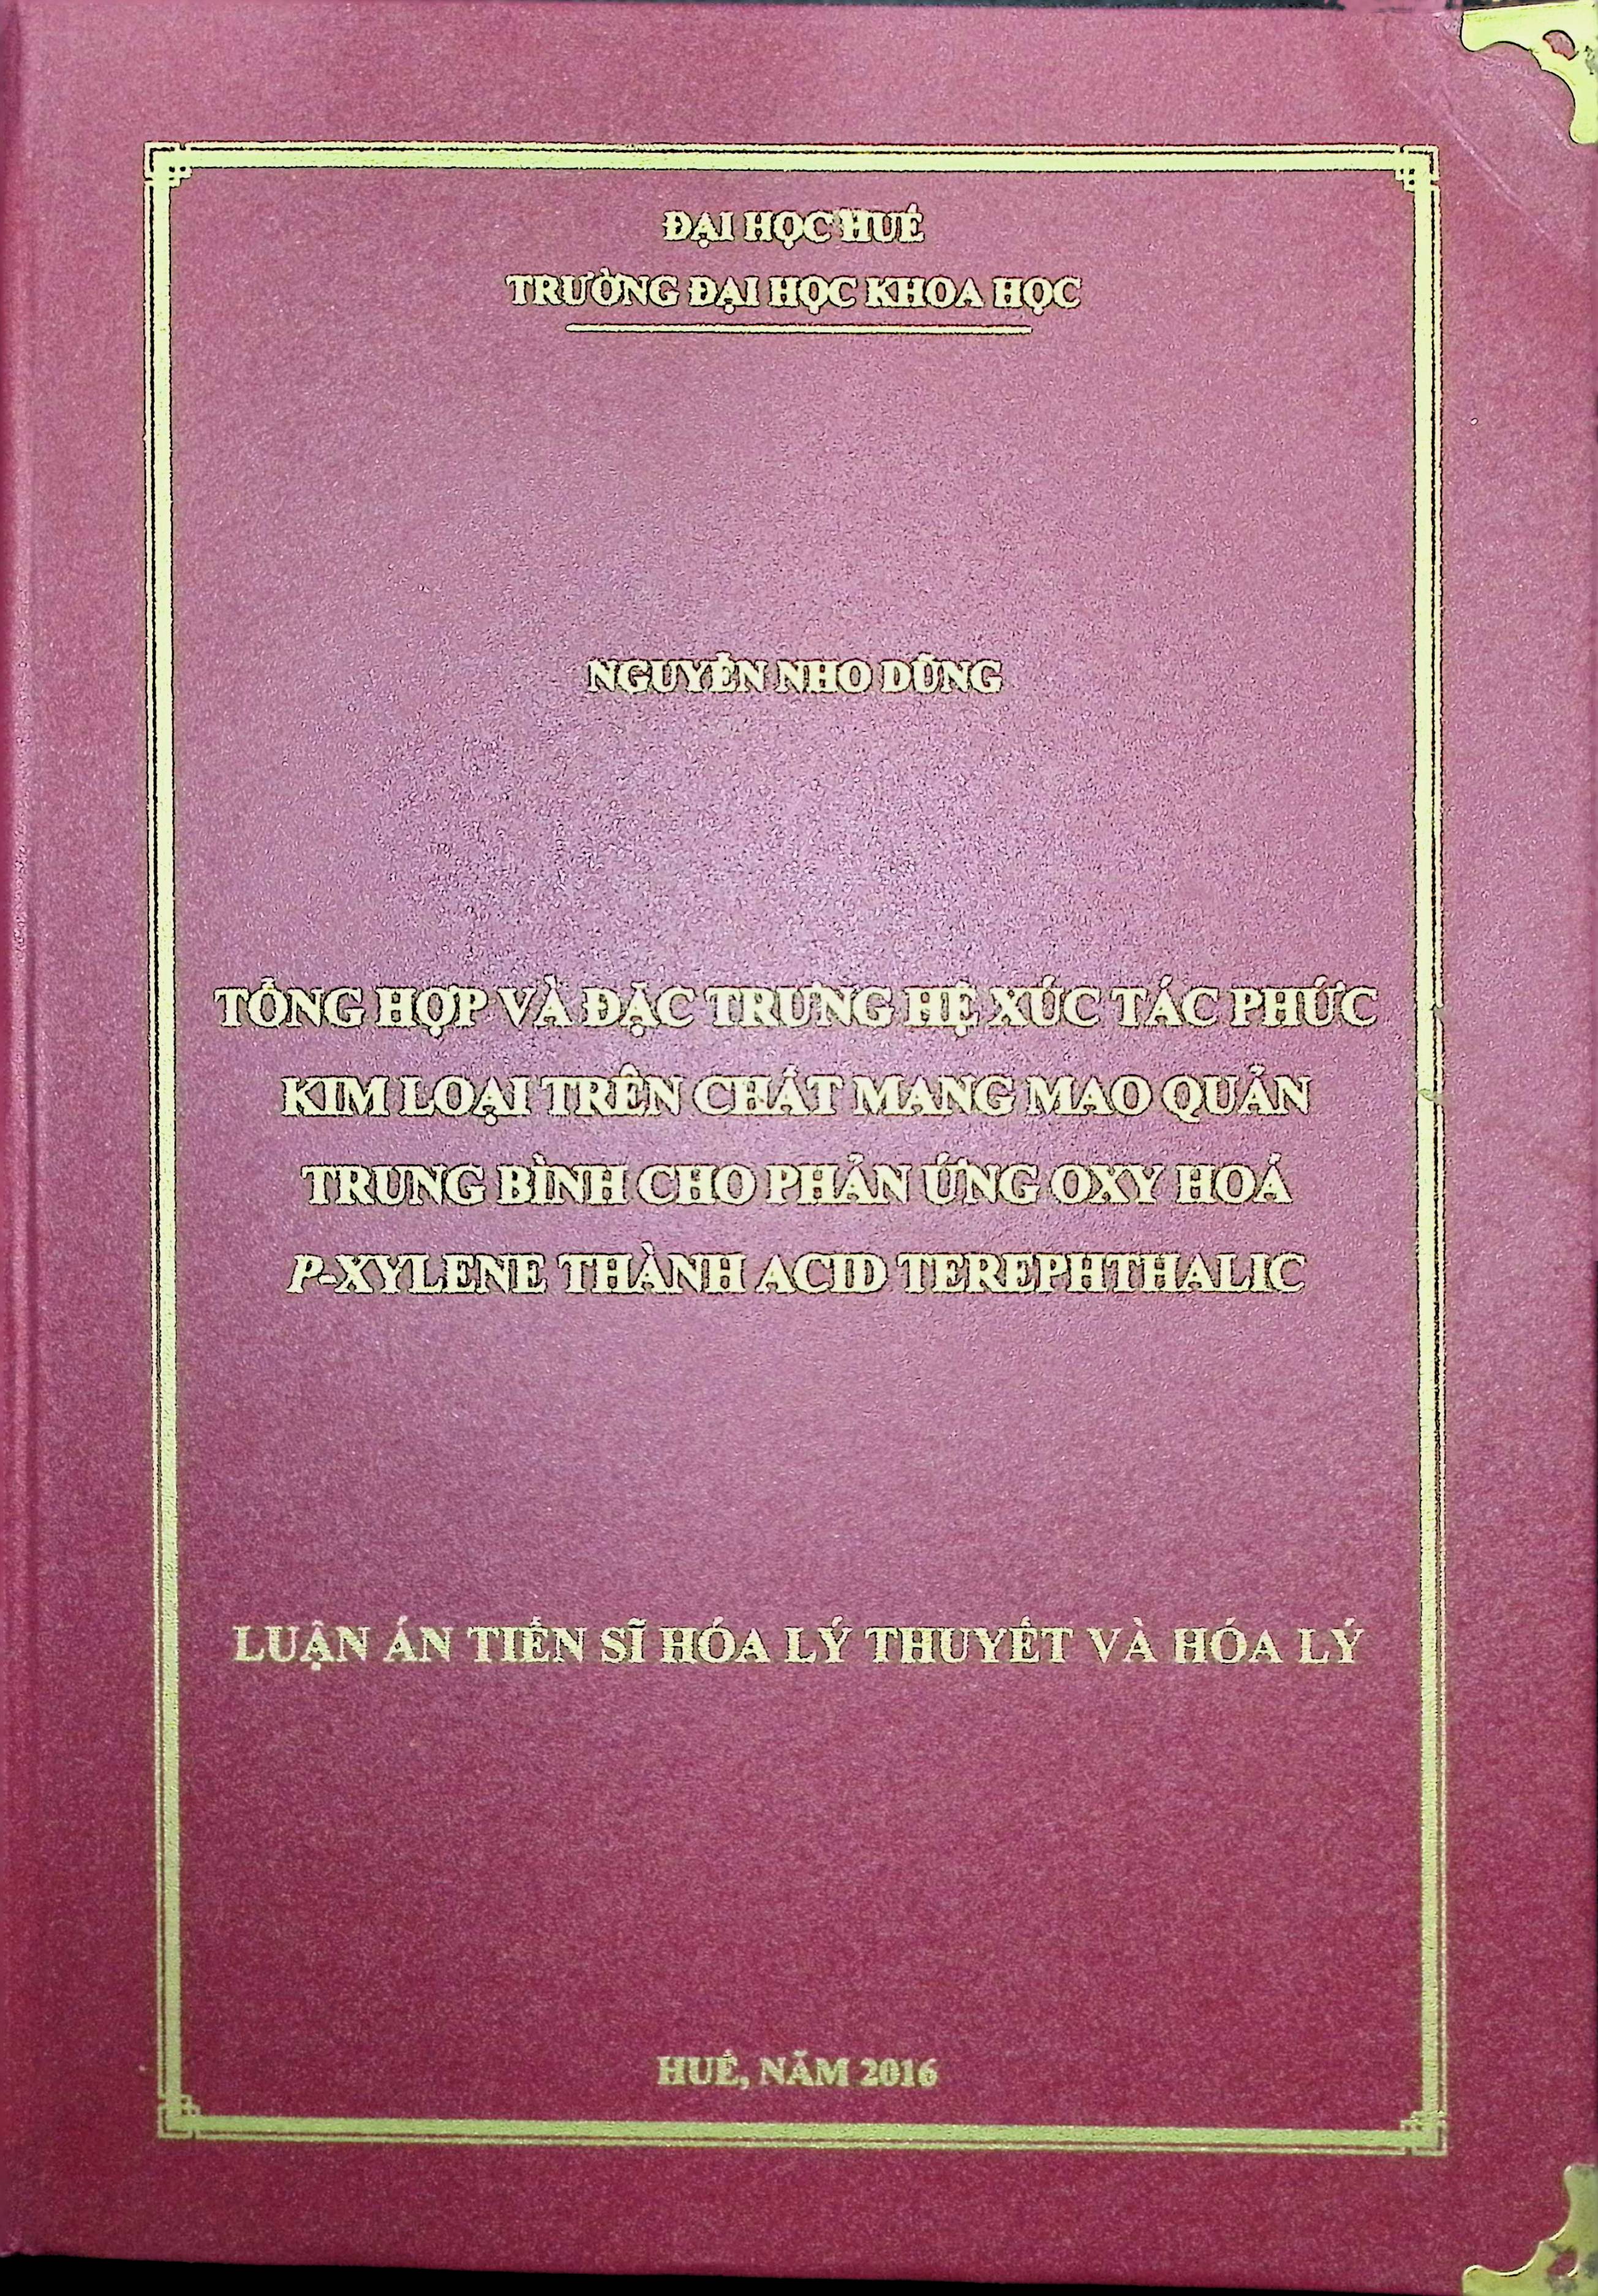 ĐẠI HỌC HUẾ
TRƯỜNG ĐẠI HỌC KHOA HỌC
NGUYỄN NHO DŨNG
TỔNG HỢP VÀ ĐẶC TRƯNG HỆ XÚC TÁC PHỨC
KIM LOẠI TRÊN CHẤT MANG MAO QUẢN
TRUNG BÌNH CHO PHẢN ỨNG OXY HOÁ
P-XYLENE THÀNH ACID TEREPHTHALIC
LUẬN ÁN TIẾN SĨ HÓA LÝ THUYẾT VÀ HÓA LÝ
HUẾ, NĂM 2016